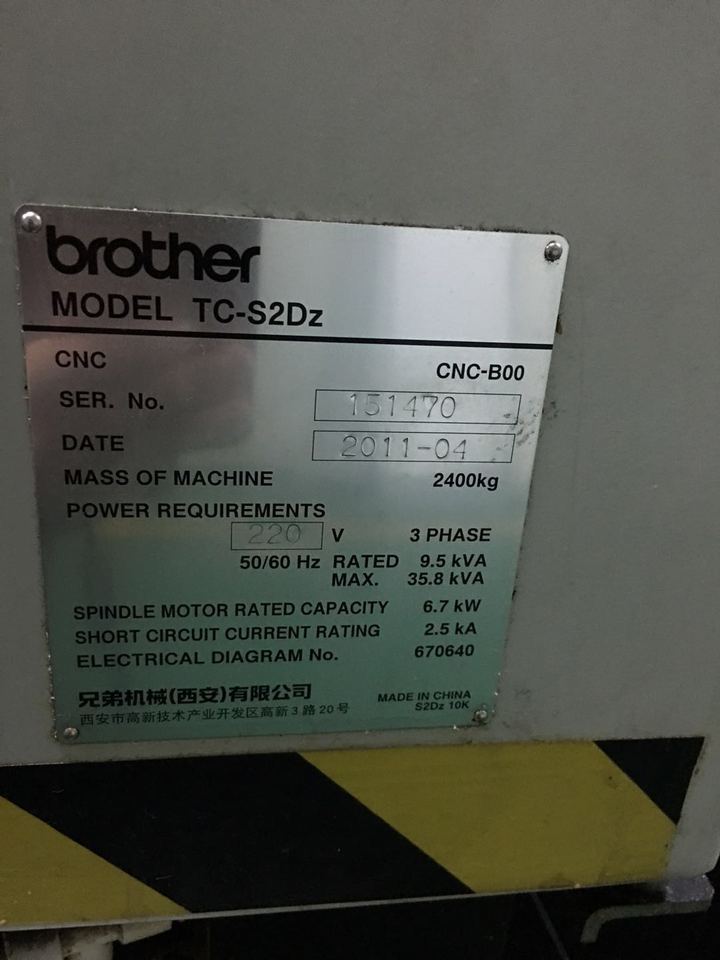 brother
MODEL TC-S2Dz
CNC CNC-B00
SER. No. 151470
DATE 2011-04
MASS OF MACHINE 2400kg
POWER REQUIREMENTS
220 V 3 PHASE
50/60 Hz RATED 9.5 kVA
MAX. 35.8 kVA
SPINDLE MOTOR RATED CAPACITY 6.7 kW
SHORT CIRCUIT CURRENT RATING 2.5 kA
ELECTRICAL DIAGRAM No. 670640
兄弟机械(西安)有限公司 MADE IN CHINA
西安市高新技术产业开发区高新3路20号 S2Dz 10K